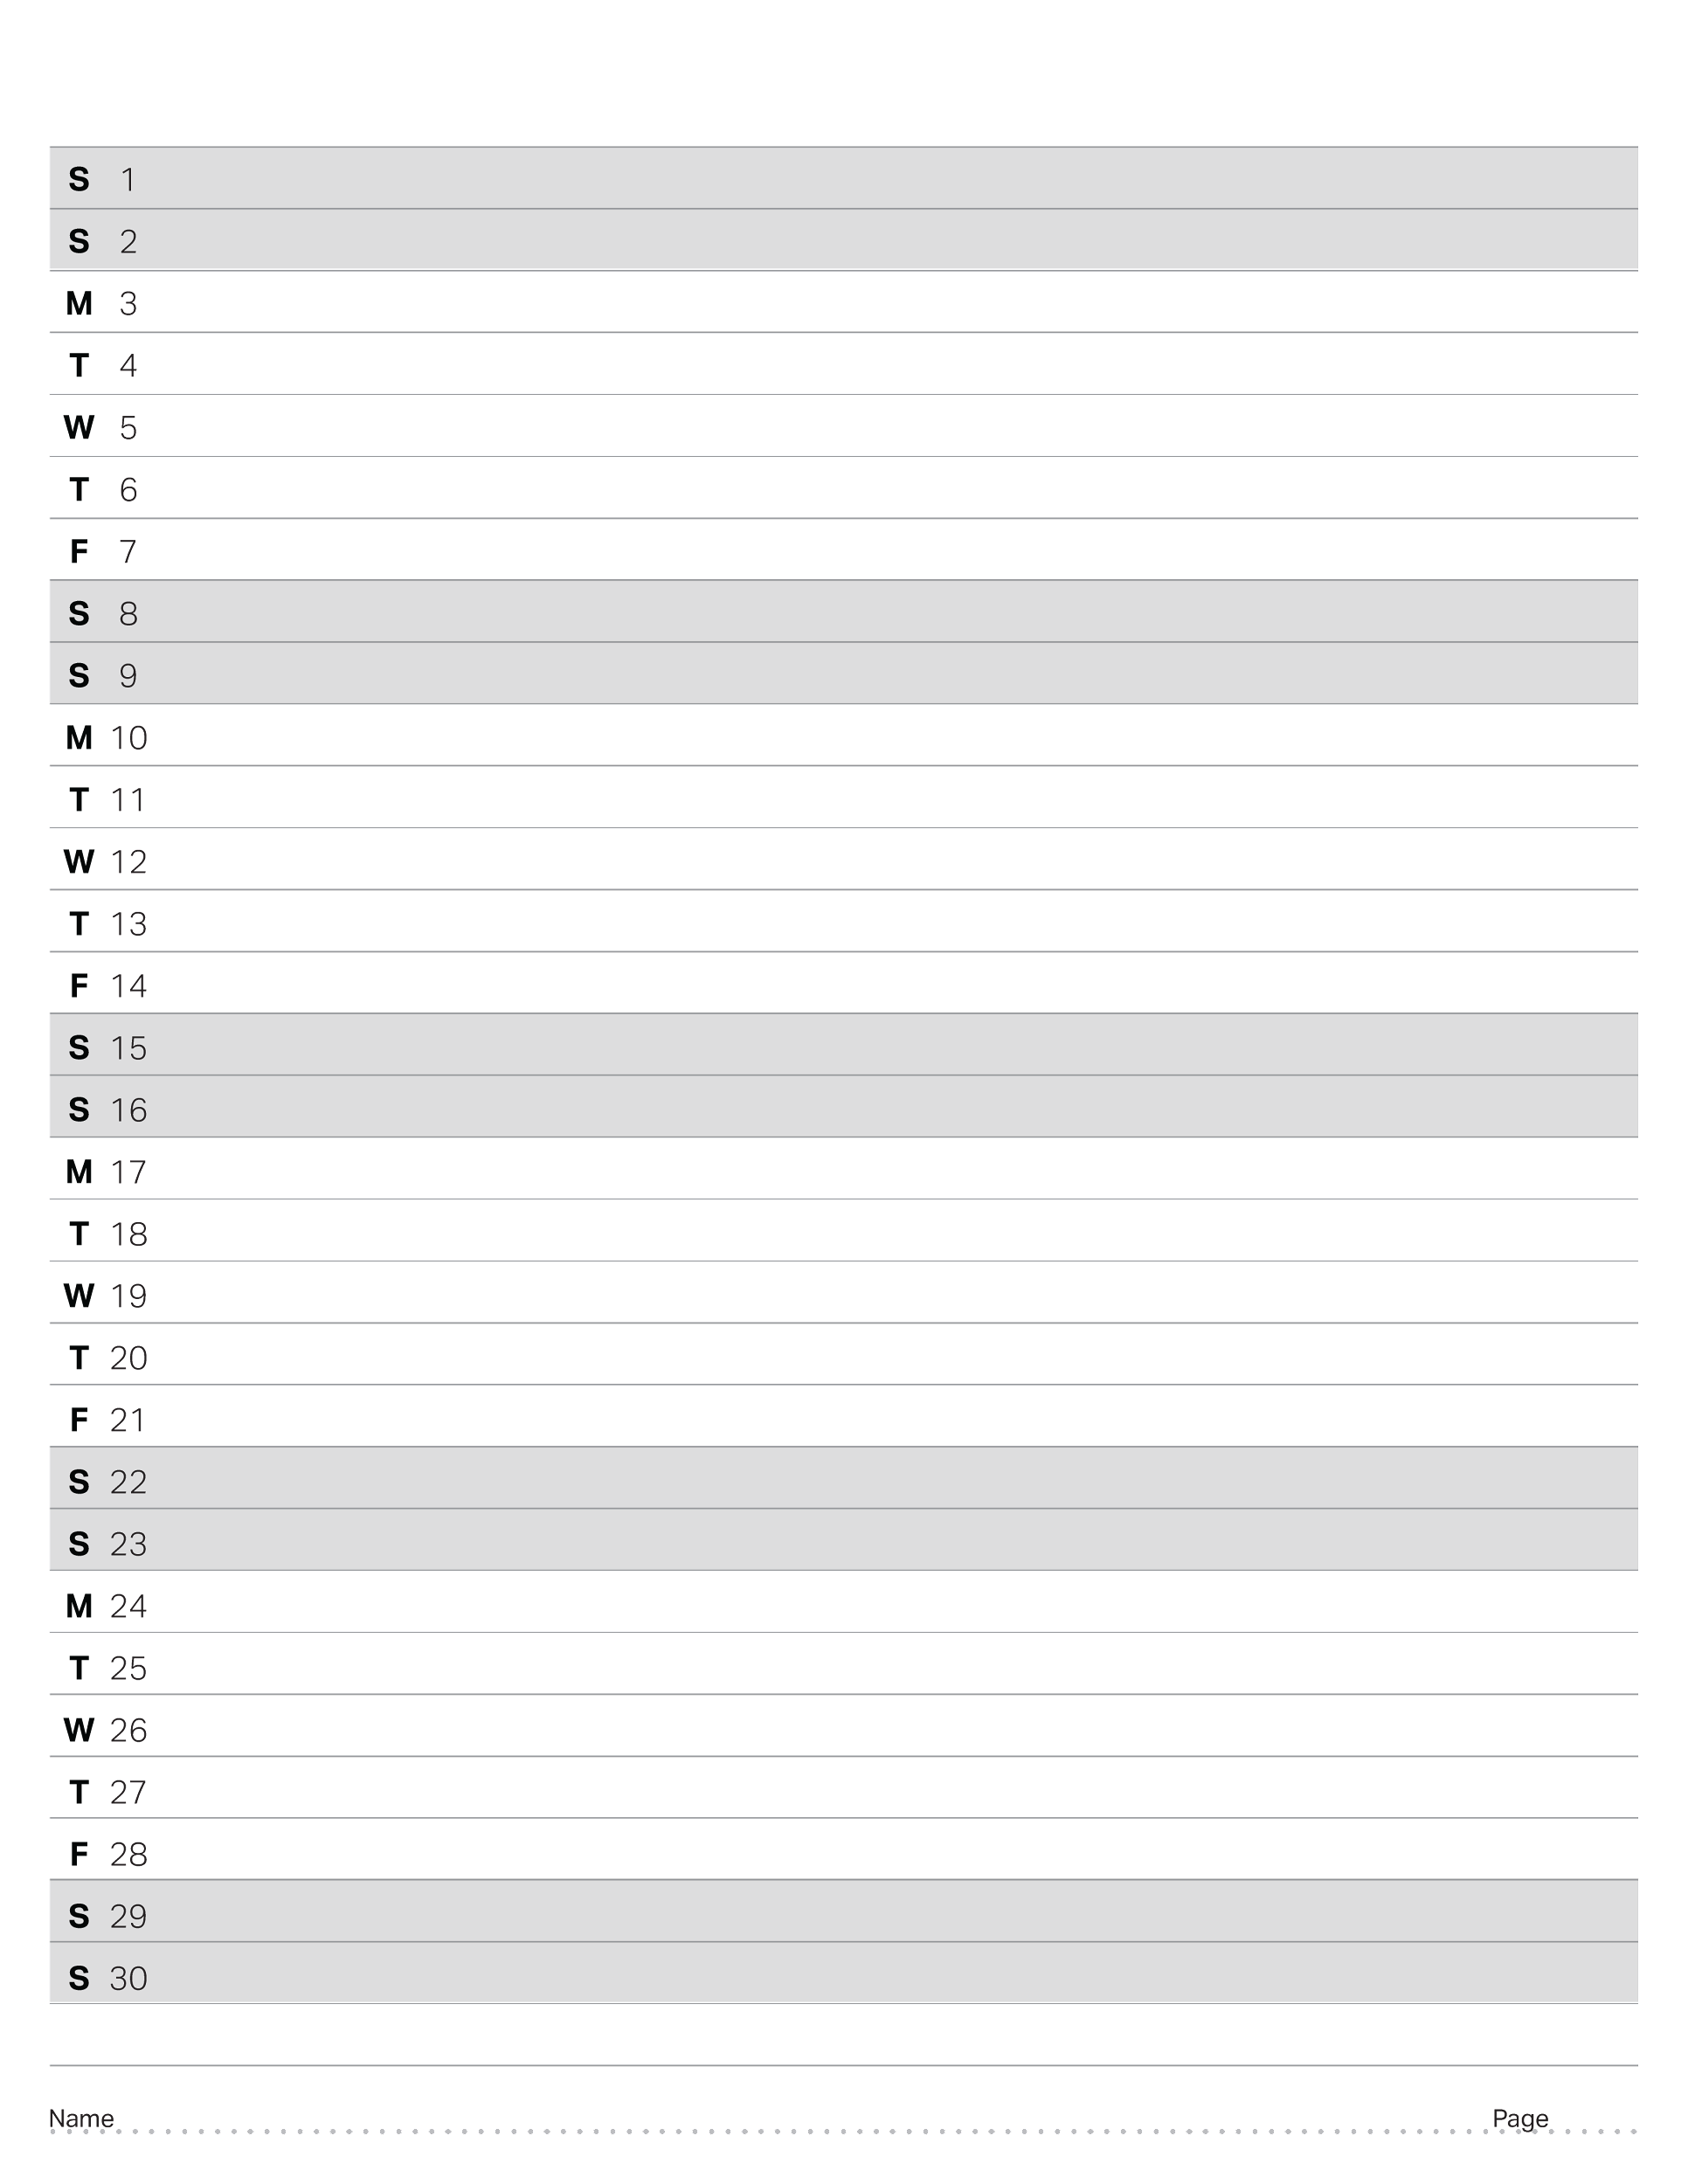 S 1
S 2
M 3
T 4
W 5
T 6
F 7
S 8
S 9
M 10
T 11
W 12
T 13
F 14
S 15
S 16
M 17
T 18
W 19
T 20
F 21
S 22
S 23
M 24
T 25
W 26
T 27
F 28
S 29
S 30
Name Page